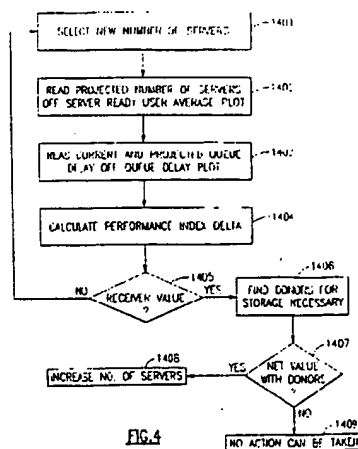 SELECT NEW NUMBER OF SERVERS
1401
READ PROJECTED NUMBER OF SERVERS
OFF SERVER READY USER AVERAGE PLOT
1402
READ CURRENT AND PROJECTED QUEUE
DELAY OFF QUEUE DELAY PLOT
1403
CALCULATE PERFORMANCE INDEX DELTA
1404
1405
RECEIVER VALUE
?
NO
YES
1406
FIND DONORS FOR
STORAGE NECESSARY
1407
NET VALUE
WITH DONORS
?
YES
1408
INCREASE NO. OF SERVERS
NO
1409
NO ACTION CAN BE TAKEN
FIG.4